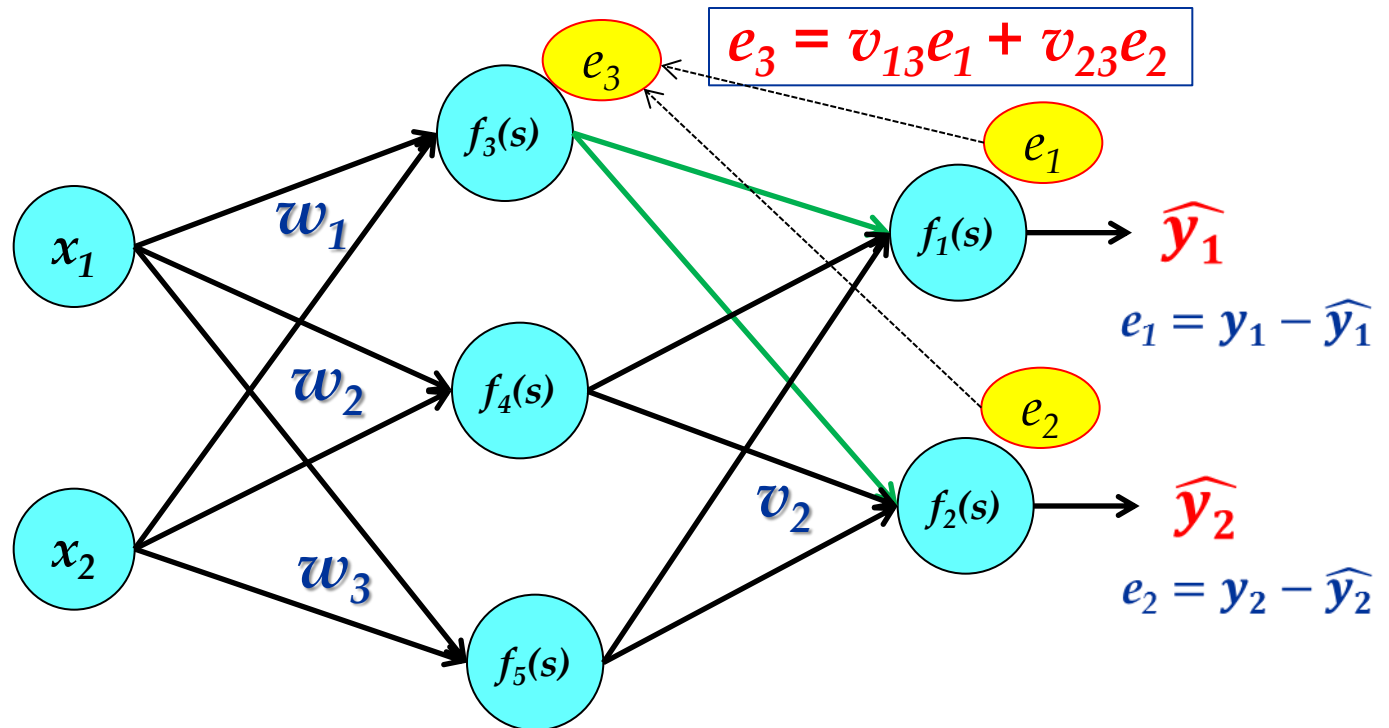 e₃ = v₁₃e₁ + v₂₃e₂
e₃
f₃(s)
e₁
w₁
x₁
f₁(s)
ŷ₁
e₁ = y₁ − ŷ₁
w₂
f₄(s)
e₂
v₂
f₂(s)
ŷ₂
x₂
w₃
e₂ = y₂ − ŷ₂
f₅(s)